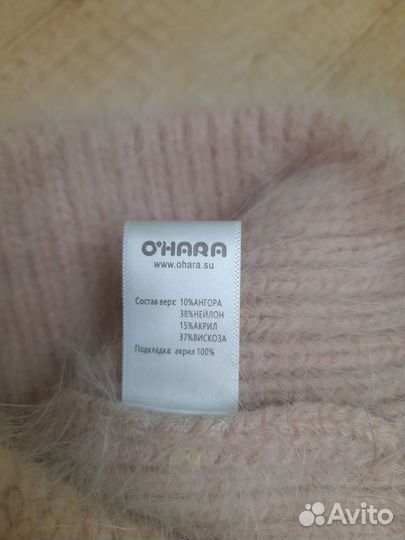 O'HARA
www.ohara.su
Состав верх: 10%АНГОРА
38%НЕЙЛОН
15%АКРИЛ
37%ВИСКОЗА
Подкладка: акрил 100%
Avito